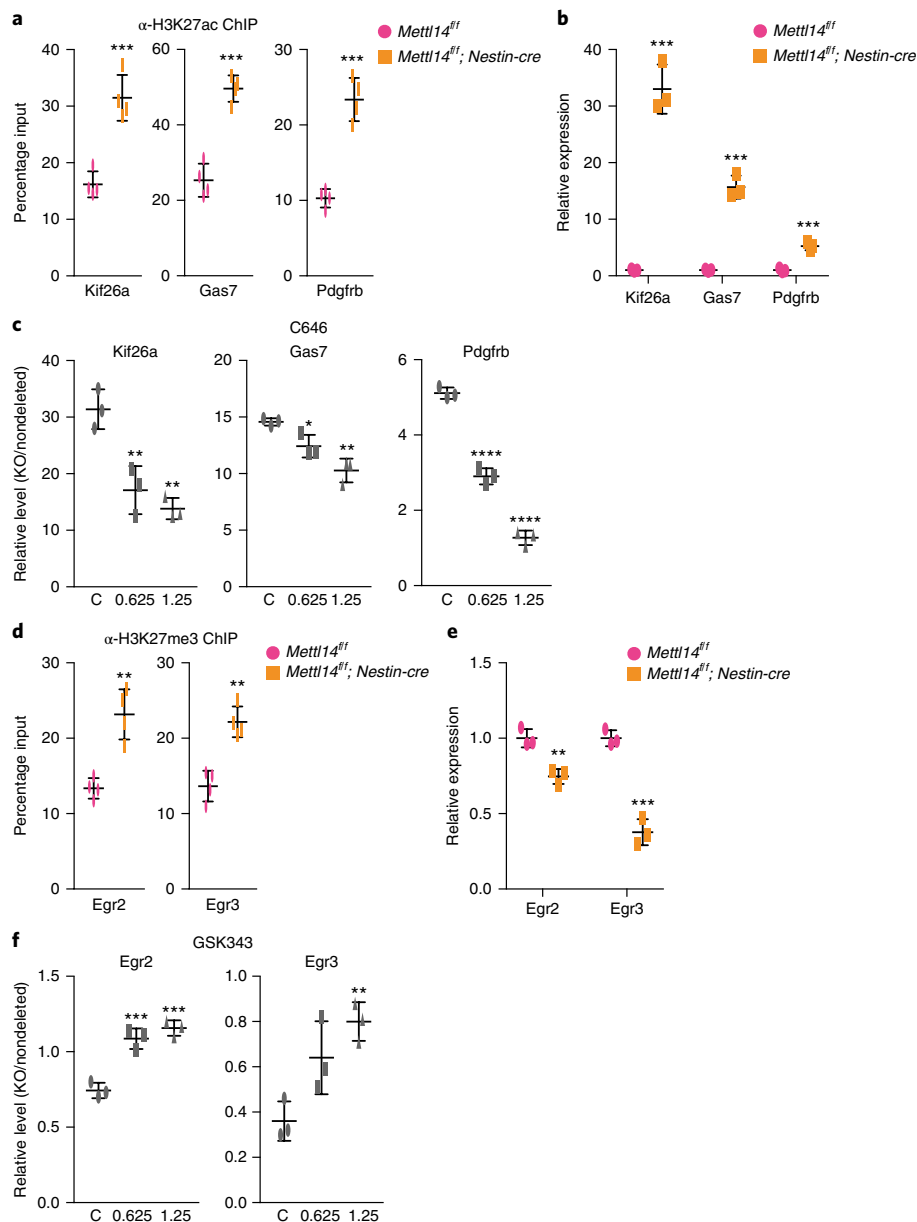 a
α-H3K27ac ChIP
Mettl14f/f
Mettl14f/f; Nestin-cre
Percentage input
40
30
20
10
0
Kif26a
***
60
40
20
0
Gas7
***
30
20
10
0
Pdgfrb
***
b
Mettl14f/f
Mettl14f/f; Nestin-cre
Relative expression
40
30
20
10
0
***
***
***
Kif26a Gas7 Pdgfrb
c
C646
Kif26a
Relative level (KO/nondeleted)
40
30
20
10
0
**
**
C 0.625 1.25
Gas7
20
15
10
5
0
*
**
C 0.625 1.25
Pdgfrb
6
4
2
0
****
****
C 0.625 1.25
d
α-H3K27me3 ChIP
Mettl14f/f
Mettl14f/f; Nestin-cre
Percentage input
30
20
10
0
**
Egr2
30
20
10
0
**
Egr3
e
Mettl14f/f
Mettl14f/f; Nestin-cre
Relative expression
1.5
1.0
0.5
0.0
**
***
Egr2 Egr3
f
GSK343
Egr2
Relative level (KO/nondeleted)
1.5
1.0
0.5
0.0
***
***
C 0.625 1.25
Egr3
1.0
0.8
0.6
0.4
0.2
0.0
**
C 0.625 1.25